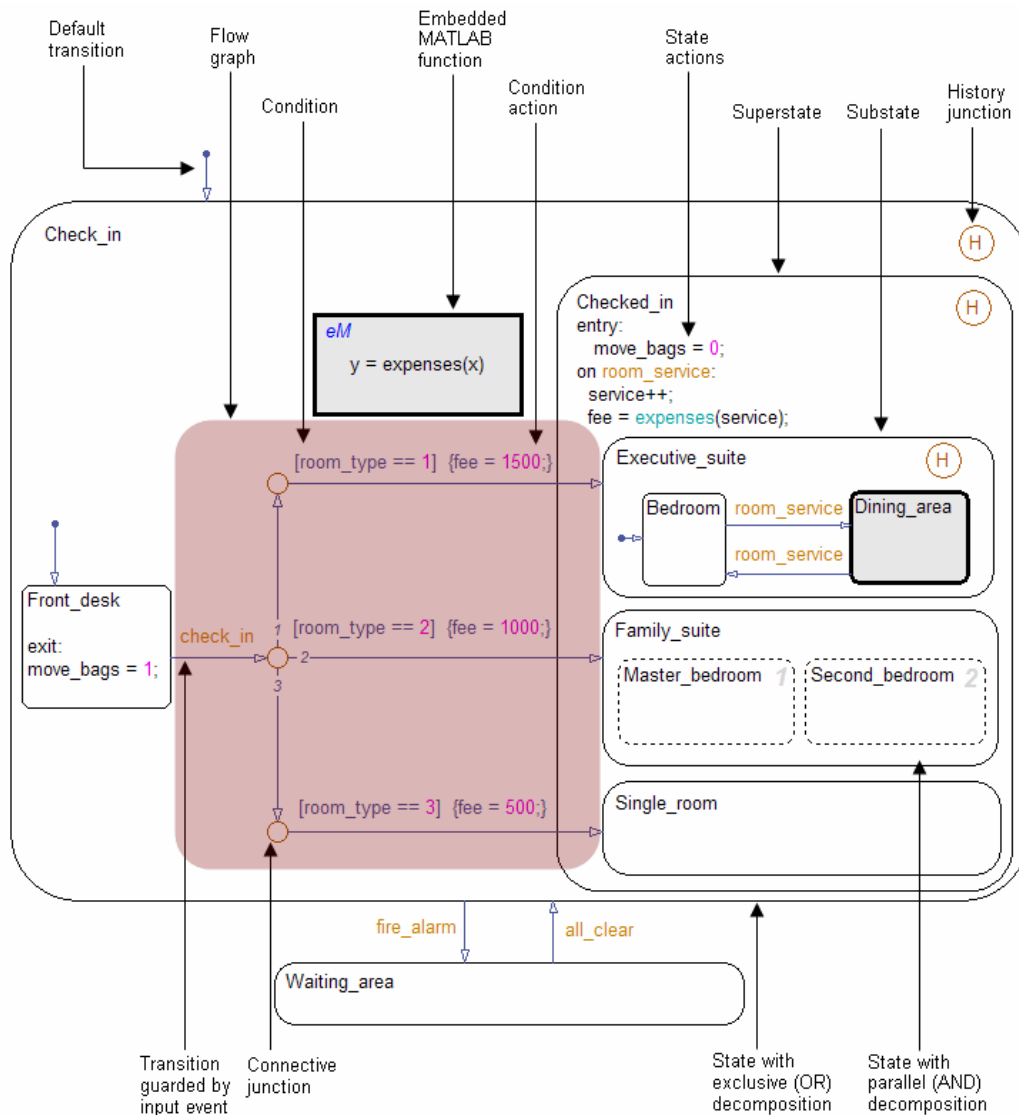 Default
transition
Flow
graph
Condition
Embedded
MATLAB
function
Condition
action
State
actions
Superstate
Substate
History
junction
Check_in
H
eM
y = expenses(x)
Checked_in
H
entry:
move_bags = 0;
on room_service:
service++;
fee = expenses(service);
[room_type == 1] {fee = 1500;}
Executive_suite
H
Bedroom
room_service
Dining_area
room_service
Front_desk
exit:
move_bags = 1;
check_in
1
2
3
[room_type == 2] {fee = 1000;}
Family_suite
Master_bedroom 1
Second_bedroom 2
[room_type == 3] {fee = 500;}
Single_room
fire_alarm
all_clear
Waiting_area
Transition
guarded by
input event
Connective
junction
State with
exclusive (OR)
decomposition
State with
parallel (AND)
decomposition